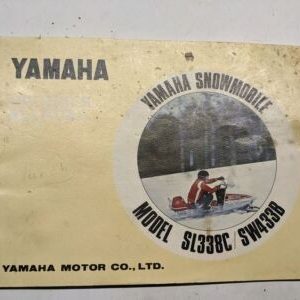 YAMAHA
YAMAHA SNOWMOBILE
MODEL SL338C/SW433B
YAMAHA MOTOR CO., LTD.